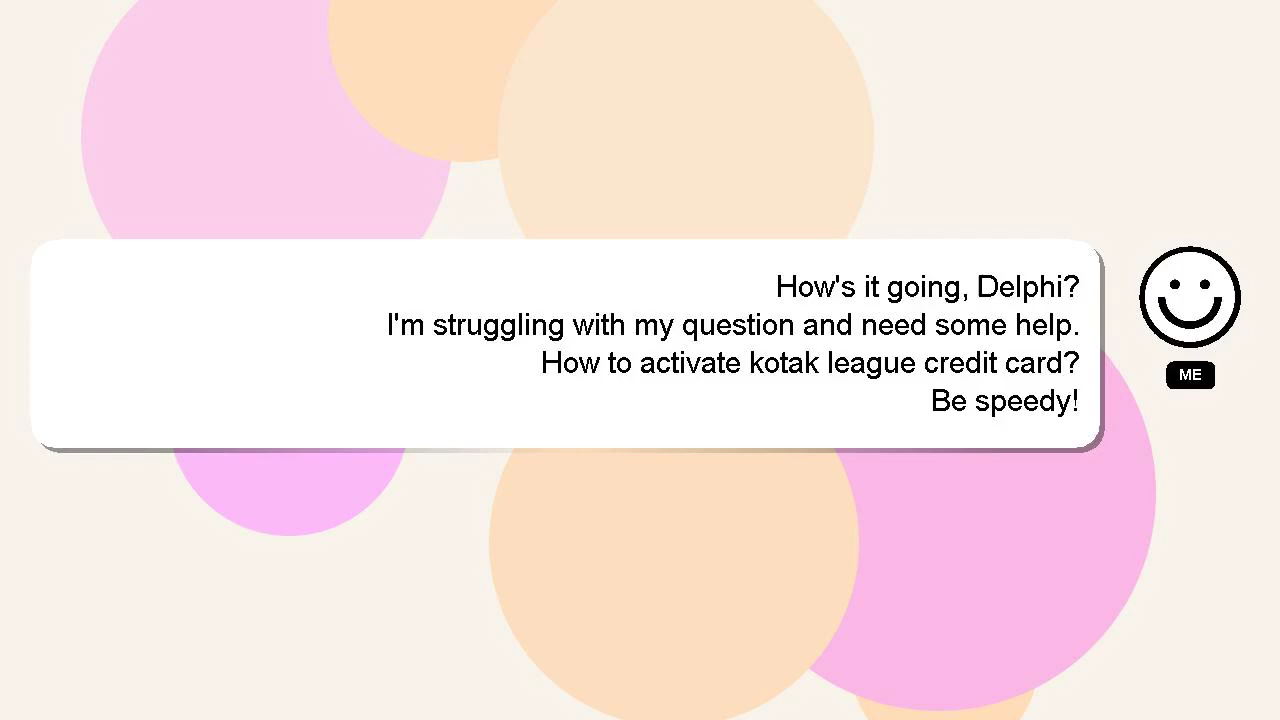 How's it going, Delphi?
I'm struggling with my question and need some help.
How to activate kotak league credit card?
Be speedy!
ME